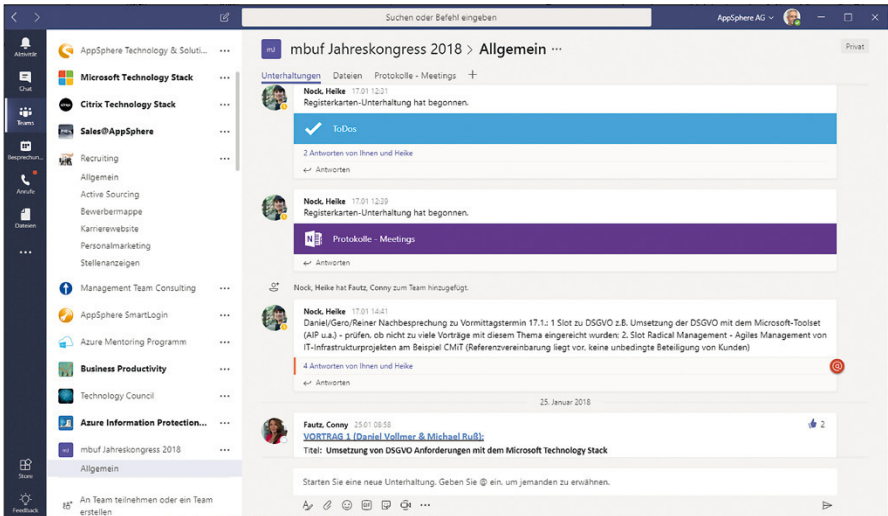 Suchen oder Befehl eingeben
AppSphere AG
Aktivität
Chat
Teams
Besprechun...
Anrufe
Dateien
Store
Feedback
AppSphere Technology & Soluti...
Microsoft Technology Stack
Citrix Technology Stack
Sales@AppSphere
Recruiting
Allgemein
Active Sourcing
Bewerbermappe
Karrierewebsite
Personalmarketing
Stellenanzeigen
Management Team Consulting
AppSphere SmartLogin
Azure Mentoring Programm
Business Productivity
Technology Council
Azure Information Protection...
mJ mbuf Jahreskongress 2018
Allgemein
An Team teilnehmen oder ein Team
erstellen
mJ mbuf Jahreskongress 2018 > Allgemein ...
Privat
Unterhaltungen Dateien Protokolle - Meetings +
Nock, Heike 17.01 12:31
Registerkarten-Unterhaltung hat begonnen.
ToDos
2 Antworten von Ihnen und Heike
Antworten
Nock, Heike 17.01 12:39
Registerkarten-Unterhaltung hat begonnen.
N Protokolle - Meetings
Antworten
Nock, Heike hat Fautz, Conny zum Team hinzugefügt.
Nock, Heike 17.01 14:41
Daniel/Gero/Reiner Nachbesprechung zu Vormittagstermin 17.1.: 1 Slot zu DSGVO z.B. Umsetzung der DSGVO mit dem Microsoft-Toolset
(AIP u.a.) - prüfen, ob nicht zu viele Vorträge mit diesem Thema eingereicht wurden; 2. Slot Radical Management - Agiles Management von
IT-Infrastrukturprojekten am Beispiel CMiT (Referenzvereinbarung liegt vor, keine unbedingte Beteiligung von Kunden)
4 Antworten von Ihnen und Heike
Antworten
25. Januar 2018
Fautz, Conny 25.01 08:58
2
VORTRAG 1 (Daniel Vollmer & Michael Ruß):
Titel: Umsetzung von DSGVO Anforderungen mit dem Microsoft Technology Stack
Starten Sie eine neue Unterhaltung. Geben Sie @ ein, um jemanden zu erwähnen.
GIF